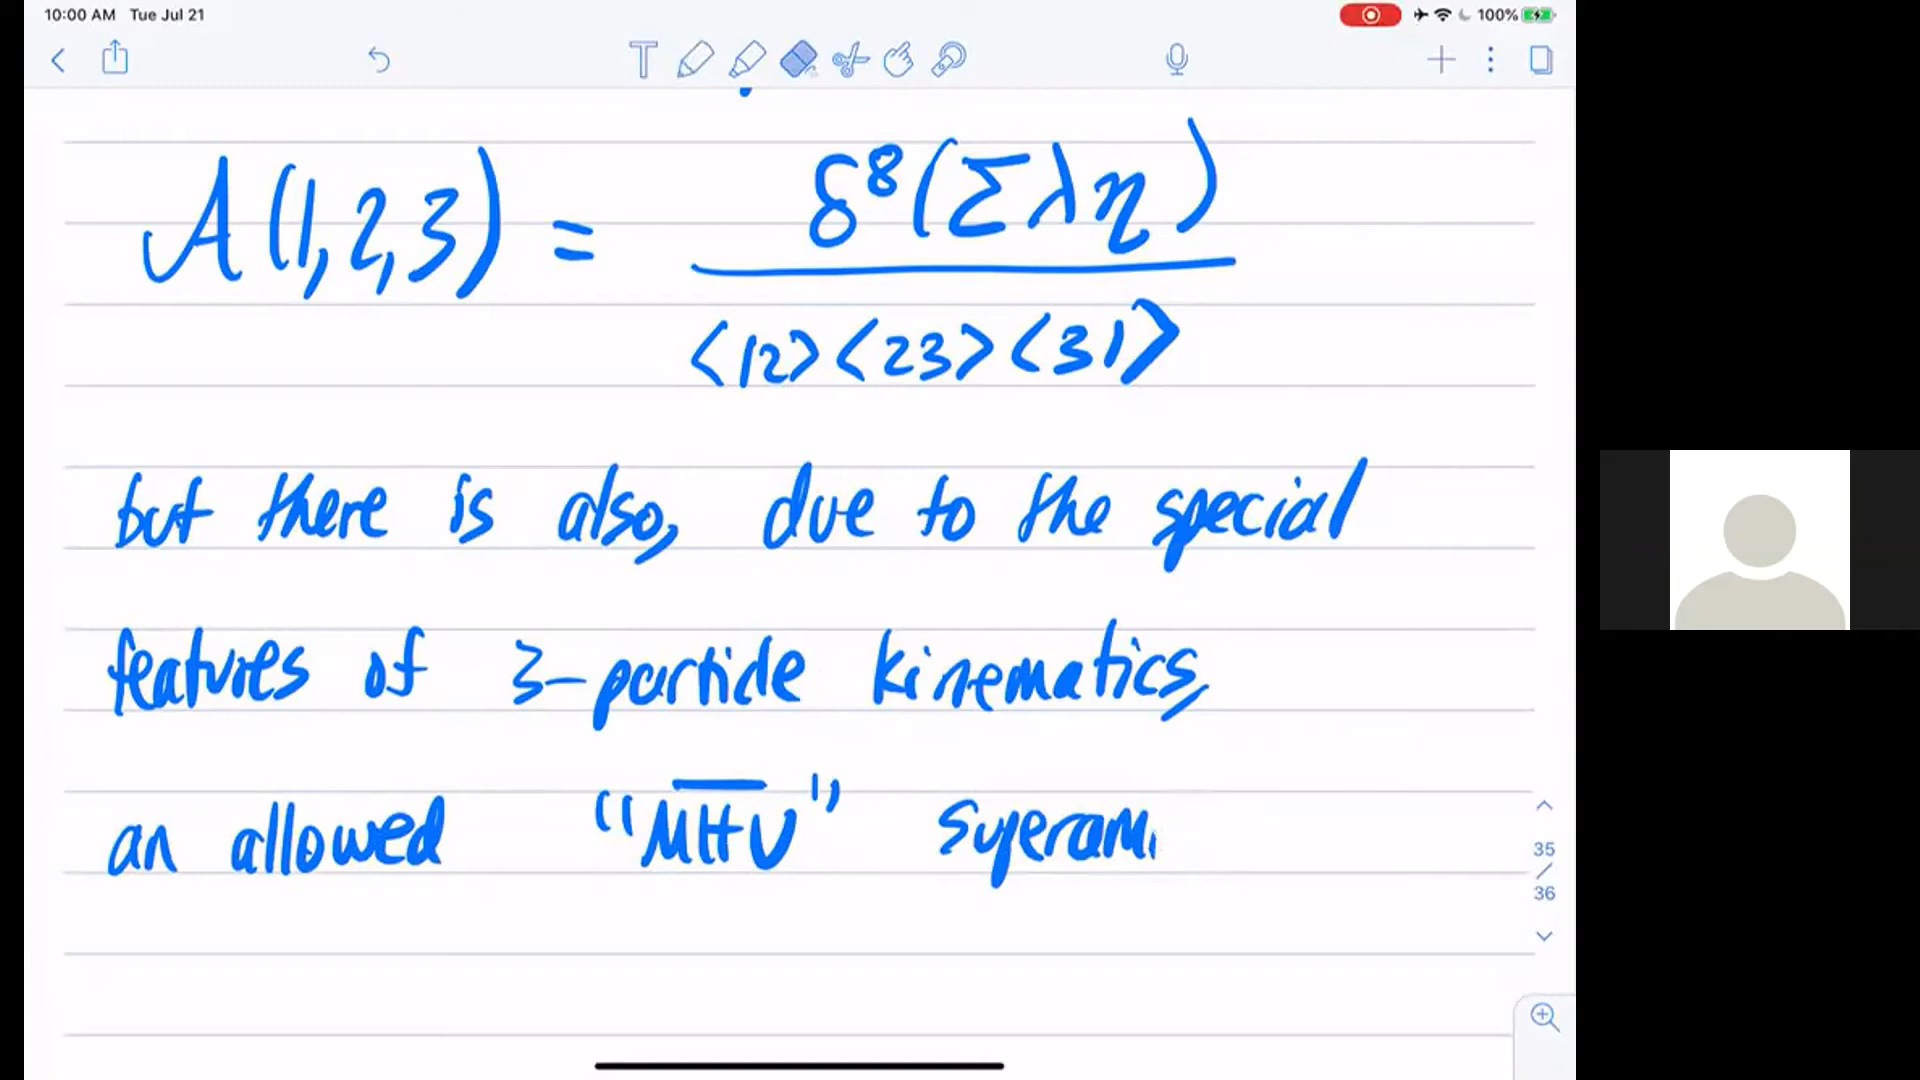 10:00 AM Tue Jul 21
100%
T
A(1,2,3) = δ⁸(Σλη)
⟨12⟩⟨23⟩⟨31⟩
but there is also, due to the special
features of 3-particle kinematics,
an allowed "M̅H̅V̅" superam
35
/
36